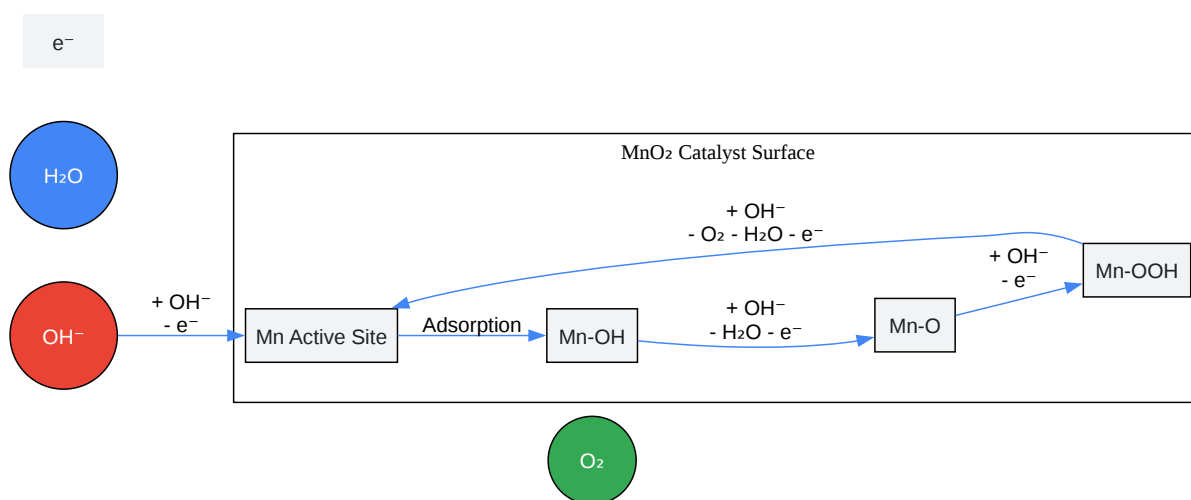 e⁻
H₂O
MnO₂ Catalyst Surface
+ OH⁻
- O₂ - H₂O - e⁻
+ OH⁻
- e⁻
Mn-OOH
+ OH⁻
- e⁻
+ OH⁻
- H₂O - e⁻
OH⁻
Mn Active Site
Adsorption
Mn-OH
Mn-O
O₂